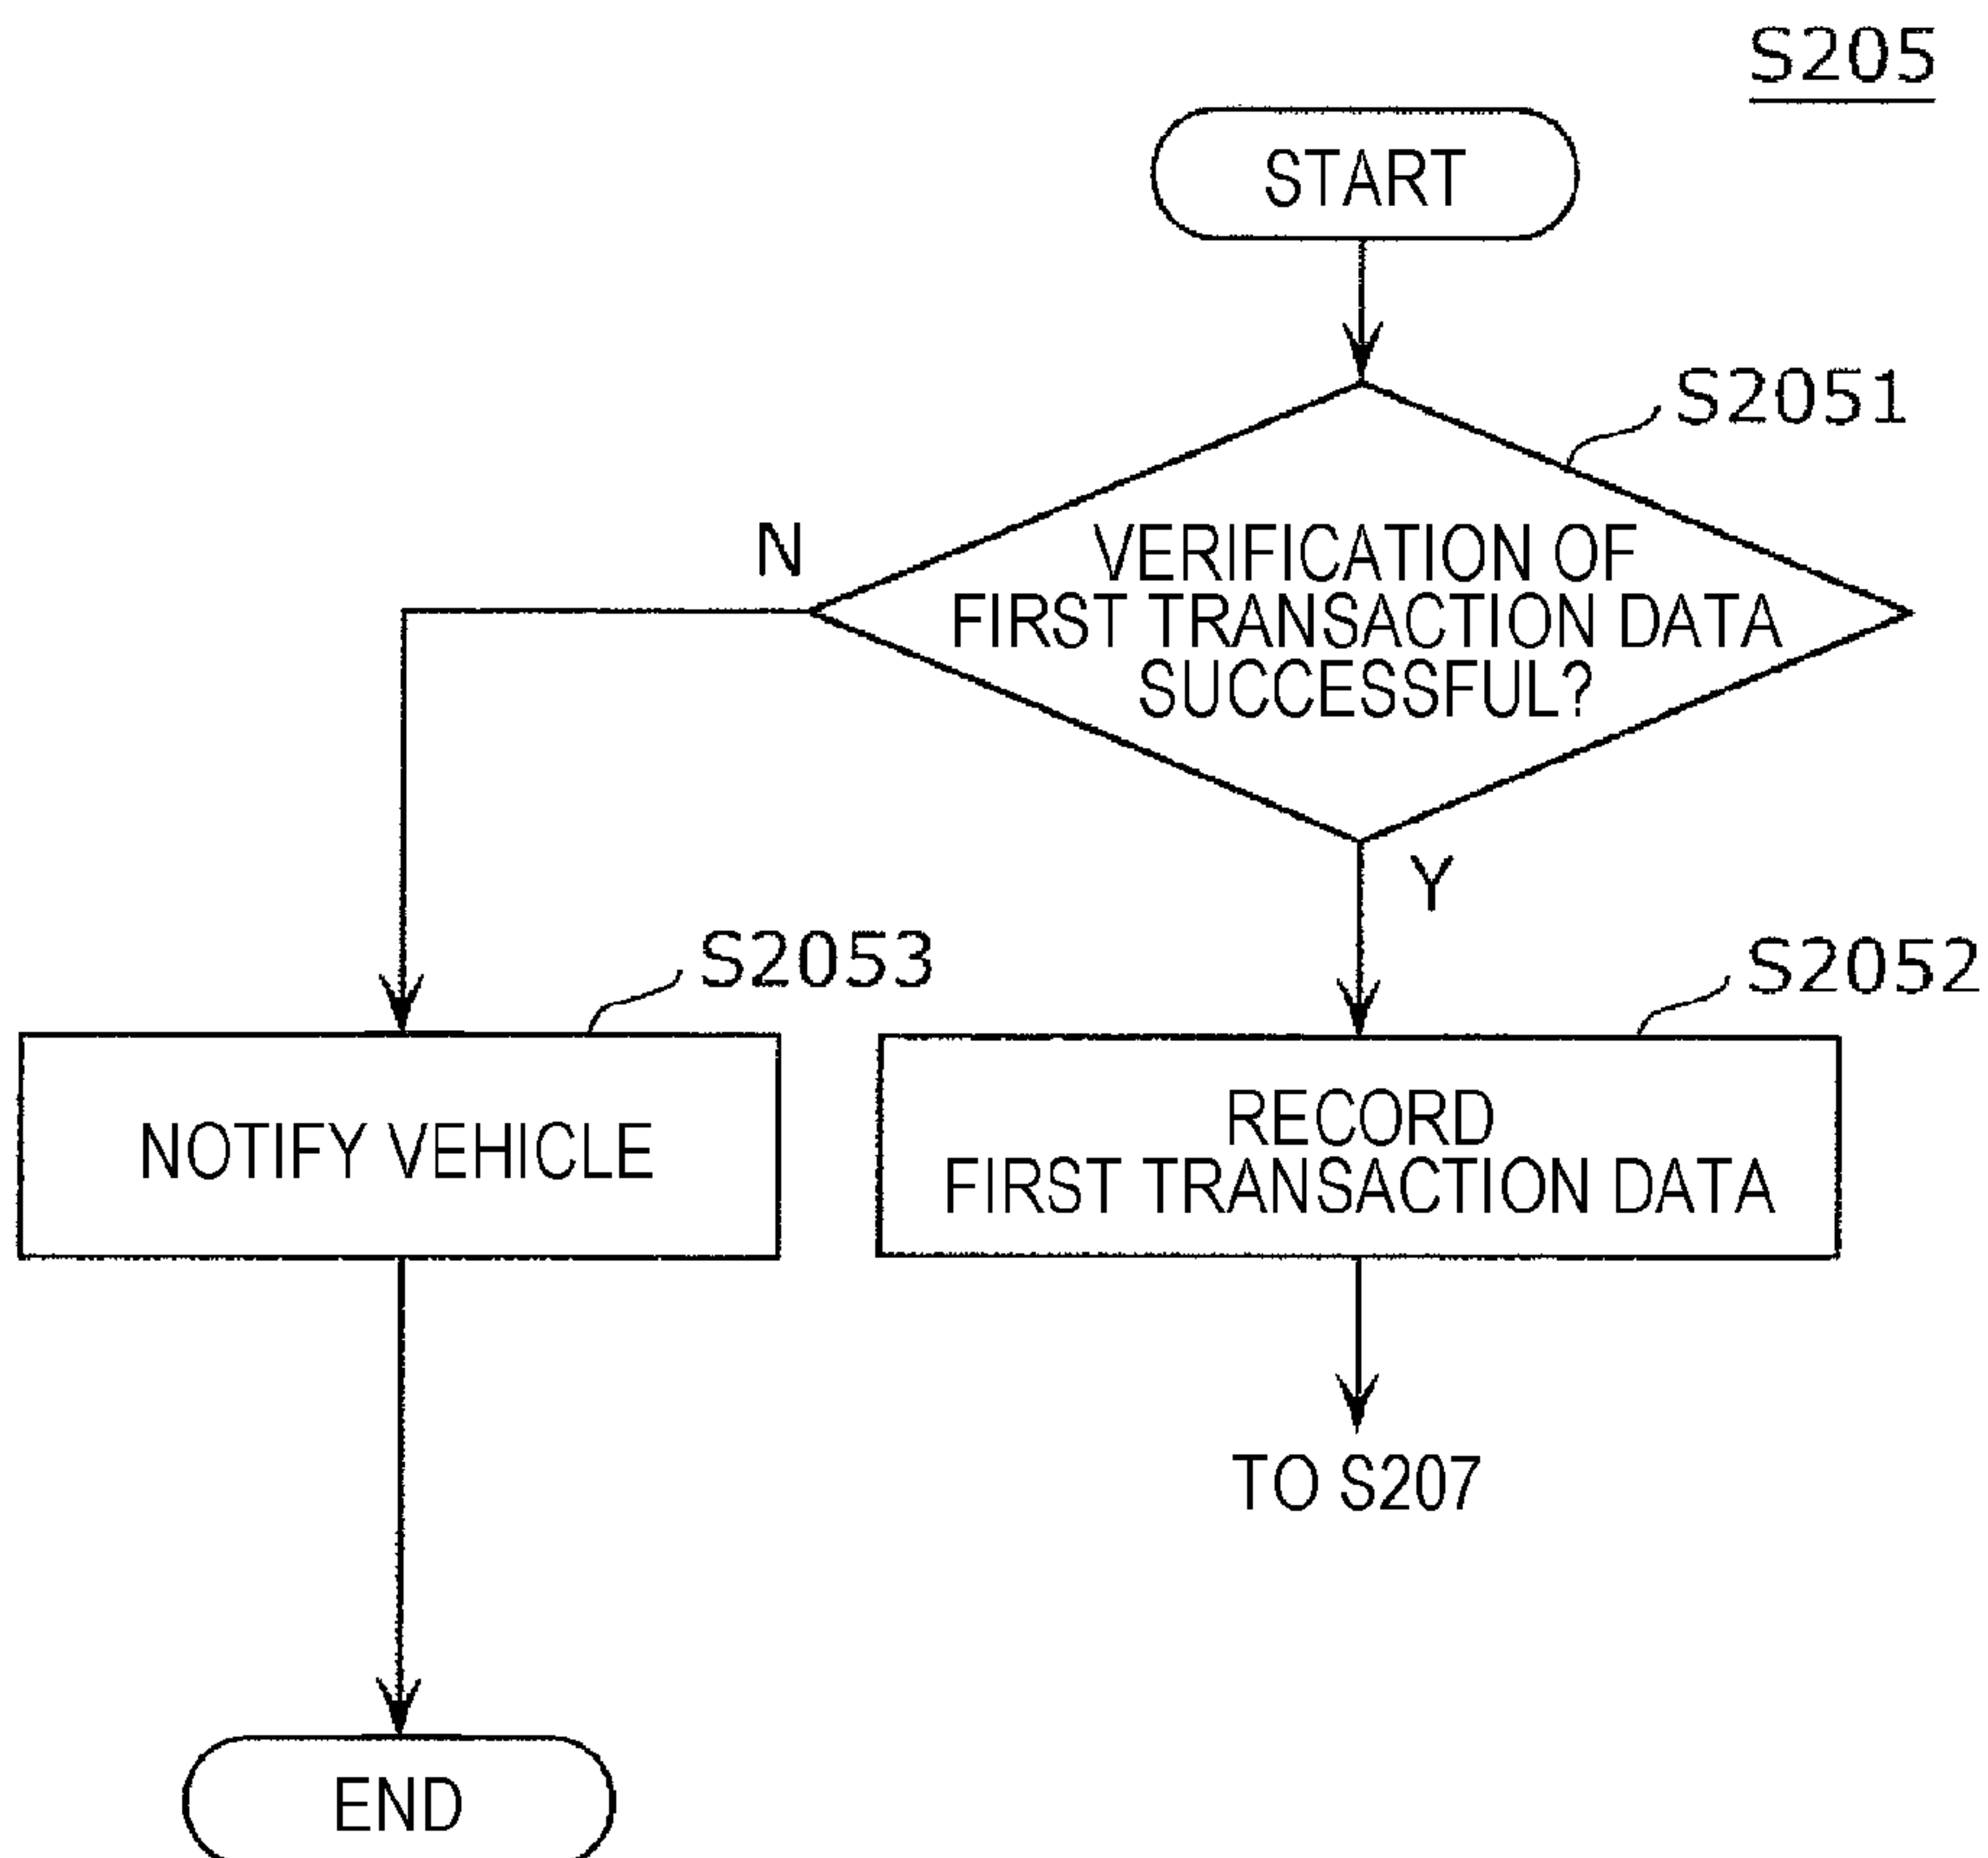 S205
START
S2051
N
VERIFICATION OF
FIRST TRANSACTION DATA
SUCCESSFUL?
Y
S2053
S2052
NOTIFY VEHICLE
RECORD
FIRST TRANSACTION DATA
TO S207
END